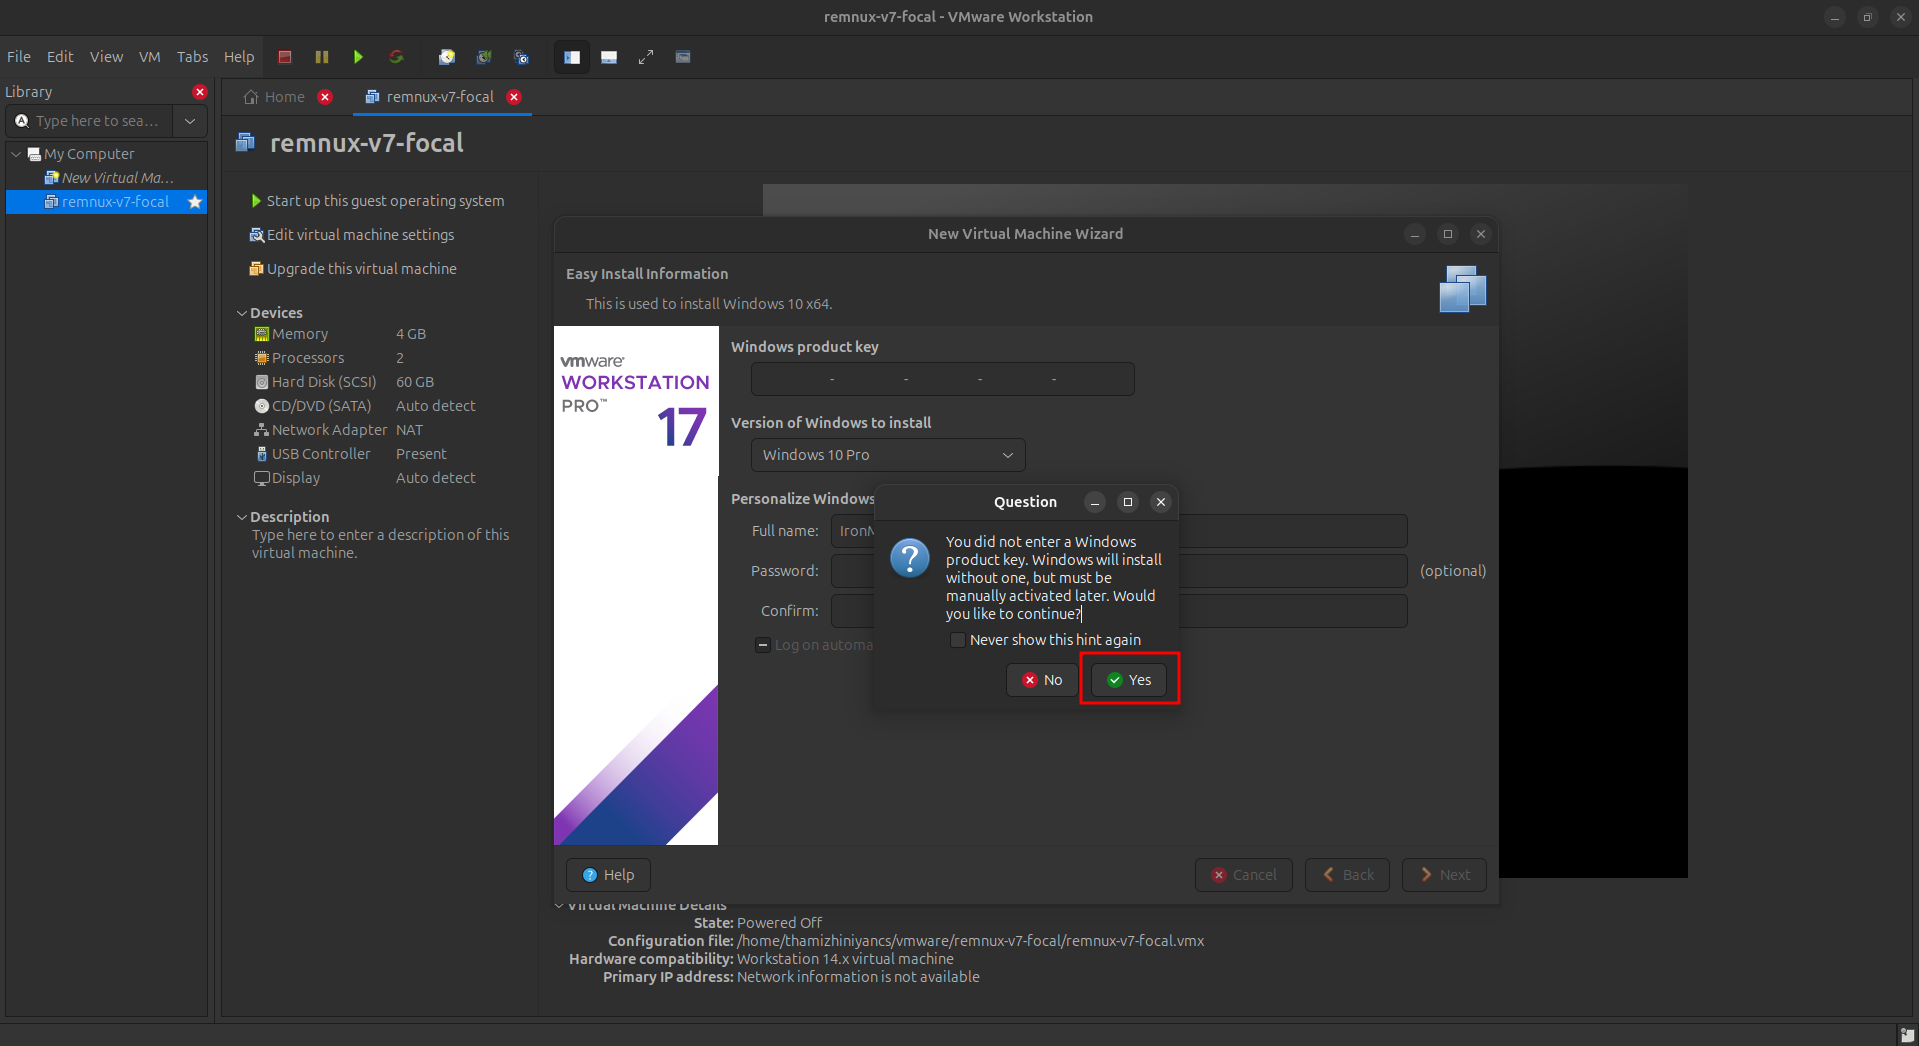 remnux-v7-focal - VMware Workstation
File Edit View VM Tabs Help
Library
Home
remnux-v7-focal
Type here to sea...
remnux-v7-focal
My Computer
New Virtual Ma...
remnux-v7-focal
Start up this guest operating system
Edit virtual machine settings
Upgrade this virtual machine
Devices
Memory 4 GB
Processors 2
Hard Disk (SCSI) 60 GB
CD/DVD (SATA) Auto detect
Network Adapter NAT
USB Controller Present
Display Auto detect
Description
Type here to enter a description of this
virtual machine.
New Virtual Machine Wizard
Easy Install Information
This is used to install Windows 10 x64.
vmware
WORKSTATION
PRO™
17
Windows product key
- - - -
Version of Windows to install
Windows 10 Pro
Personalize Windows
Full name:
Password: (optional)
Confirm:
Log on automa
Question
You did not enter a Windows
product key. Windows will install
without one, but must be
manually activated later. Would
you like to continue?
Never show this hint again
No Yes
Help Cancel Back Next
Virtual Machine Details
State: Powered Off
Configuration file: /home/thamizhiniyancs/vmware/remnux-v7-focal/remnux-v7-focal.vmx
Hardware compatibility: Workstation 14.x virtual machine
Primary IP address: Network information is not available